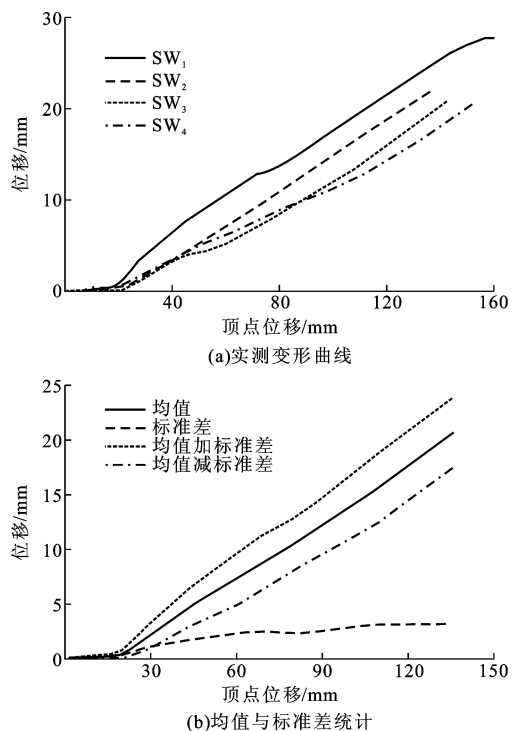 30
20
10
0
位移/mm
SW₁
SW₂
SW₃
SW₄
40 80 120 160
顶点位移/mm
(a)实测变形曲线
25
20
15
10
5
0
位移/mm
均值
标准差
均值加标准差
均值减标准差
30 60 90 120 150
顶点位移/mm
(b)均值与标准差统计